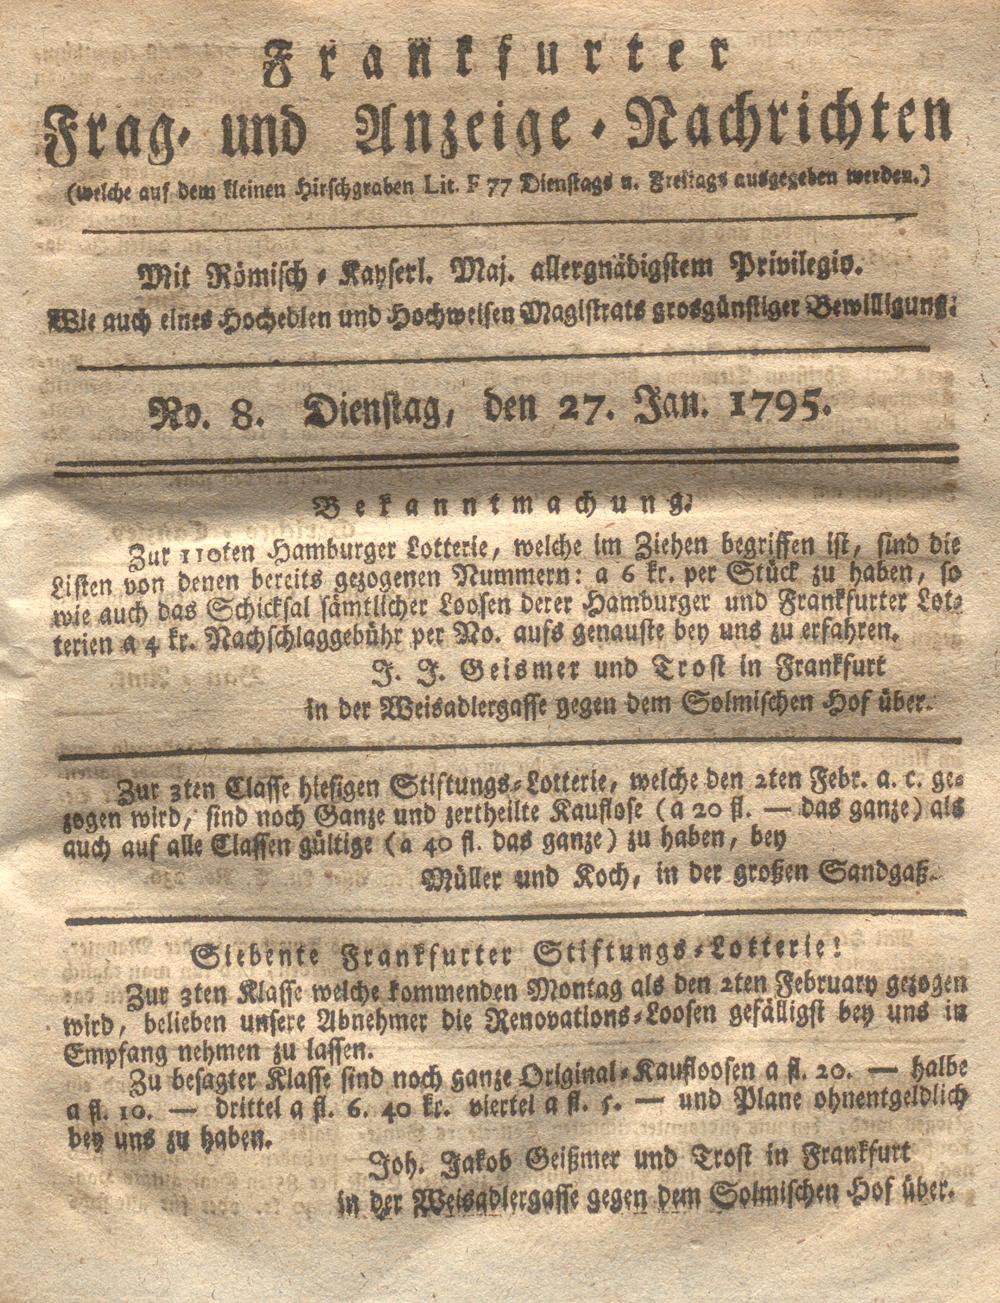 Frankfurter
Frag- und Anzeige-Nachrichten
(welche auf dem kleinen Hirschgraben Lit. F 77 Dienstags u. Freitags ausgegeben werden.)
Mit Römisch-Kayserl. Maj. allergnädigstem Privilegio.
Wie auch eines Hochedlen und Hochweisen Magistrats grosgünstiger Bewilligung.
No. 8. Dienstag, den 27. Jan. 1795.
Bekanntmachung.
Zur 110ten Hamburger Lotterie, welche im Ziehen begriffen ist, sind die
Listen von denen bereits gezogenen Nummern: a 6 kr. per Stück zu haben, so
wie auch das Schicksal sämtlicher Loosen derer Hamburger und Frankfurter Lot-
terien a 4 kr. Nachschlaggebühr per No. aufs genauste bey uns zu erfahren.
J. J. Geismer und Trost in Frankfurt
in der Weisadlergasse gegen dem Solmischen Hof über.
Zur 3ten Classe hiesigen Stiftungs-Lotterie, welche den 2ten Febr. a. c. ge-
zogen wird, sind noch Ganze und zertheilte Kauflose (a 20 fl. — das ganze) als
auch auf alle Classen gültige (a 40 fl. das ganze) zu haben, bey
Müller und Koch, in der großen Sandgaß.
Siebente Frankfurter Stiftungs-Lotterie!
Zur 3ten Klasse welche kommenden Montag als den 2ten February gezogen
wird, belieben unsere Abnehmer die Renovations-Loosen gefälligst bey uns in
Empfang nehmen zu lassen.
Zu besagter Klasse sind noch ganze Original-Kaufloosen a fl. 20. — halbe
a fl. 10. — drittel a fl. 6. 40 kr. viertel a fl. 5. — und Plane ohnentgeldlich
bey uns zu haben.
Joh. Jakob Geißmer und Trost in Frankfurt
in der Weisadlergasse gegen dem Solmischen Hof über.